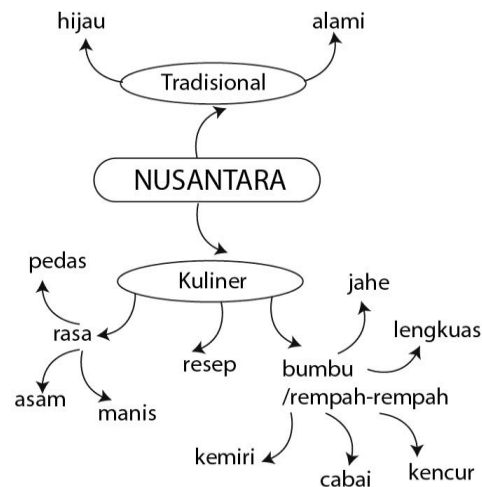 hijau
alami
Tradisional
NUSANTARA
Kuliner
pedas
rasa
asam
manis
resep
bumbu
/rempah-rempah
jahe
lengkuas
kemiri
cabai
kencur